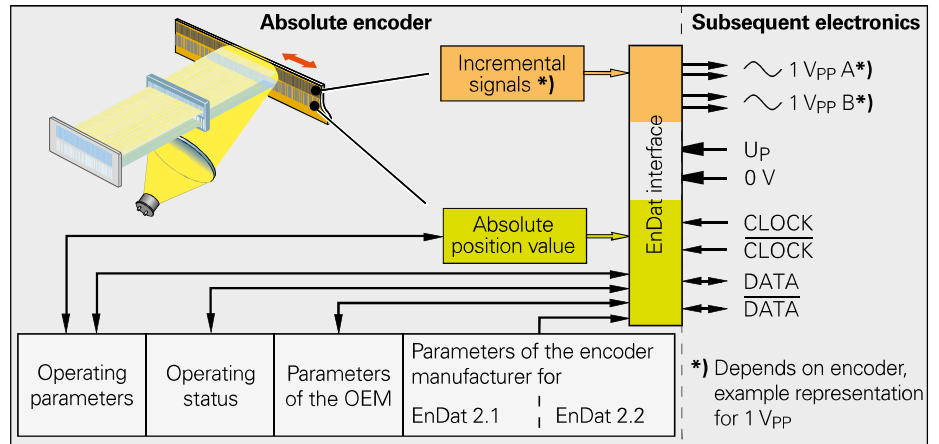 Absolute encoder
Subsequent electronics
Incremental
signals *)
EnDat interface
1 VPP A*)
1 VPP B*)
UP
0 V
Absolute
position value
CLOCK
CLOCK
DATA
DATA
Operating
parameters
Operating
status
Parameters
of the OEM
Parameters of the encoder
manufacturer for
EnDat 2.1
EnDat 2.2
*) Depends on encoder,
example representation
for 1 VPP